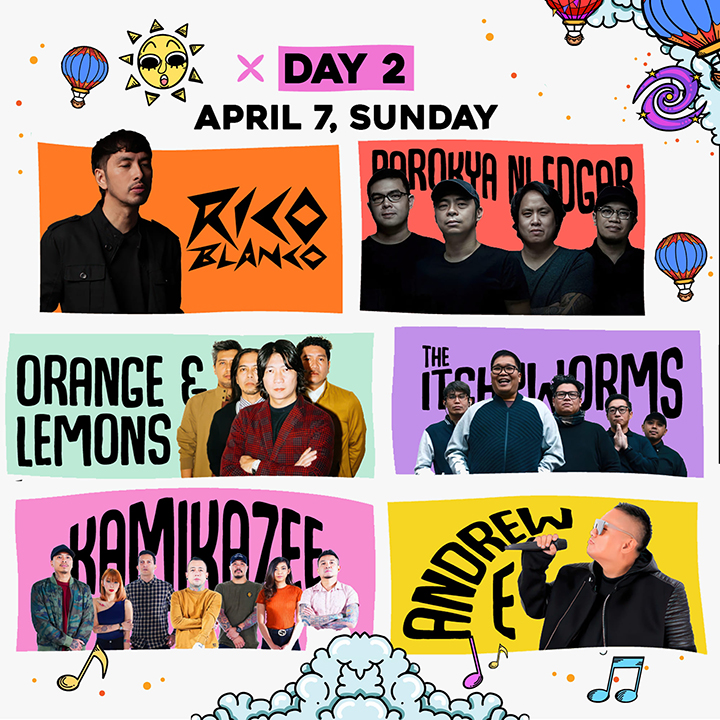 DAY 2
APRIL 7, SUNDAY
RICO
BLANCO
PAROKYA NI EDGAR
ORANGE &
LEMONS
THE
ITCHYWORMS
KAMIKAZEE
ANDREW
E